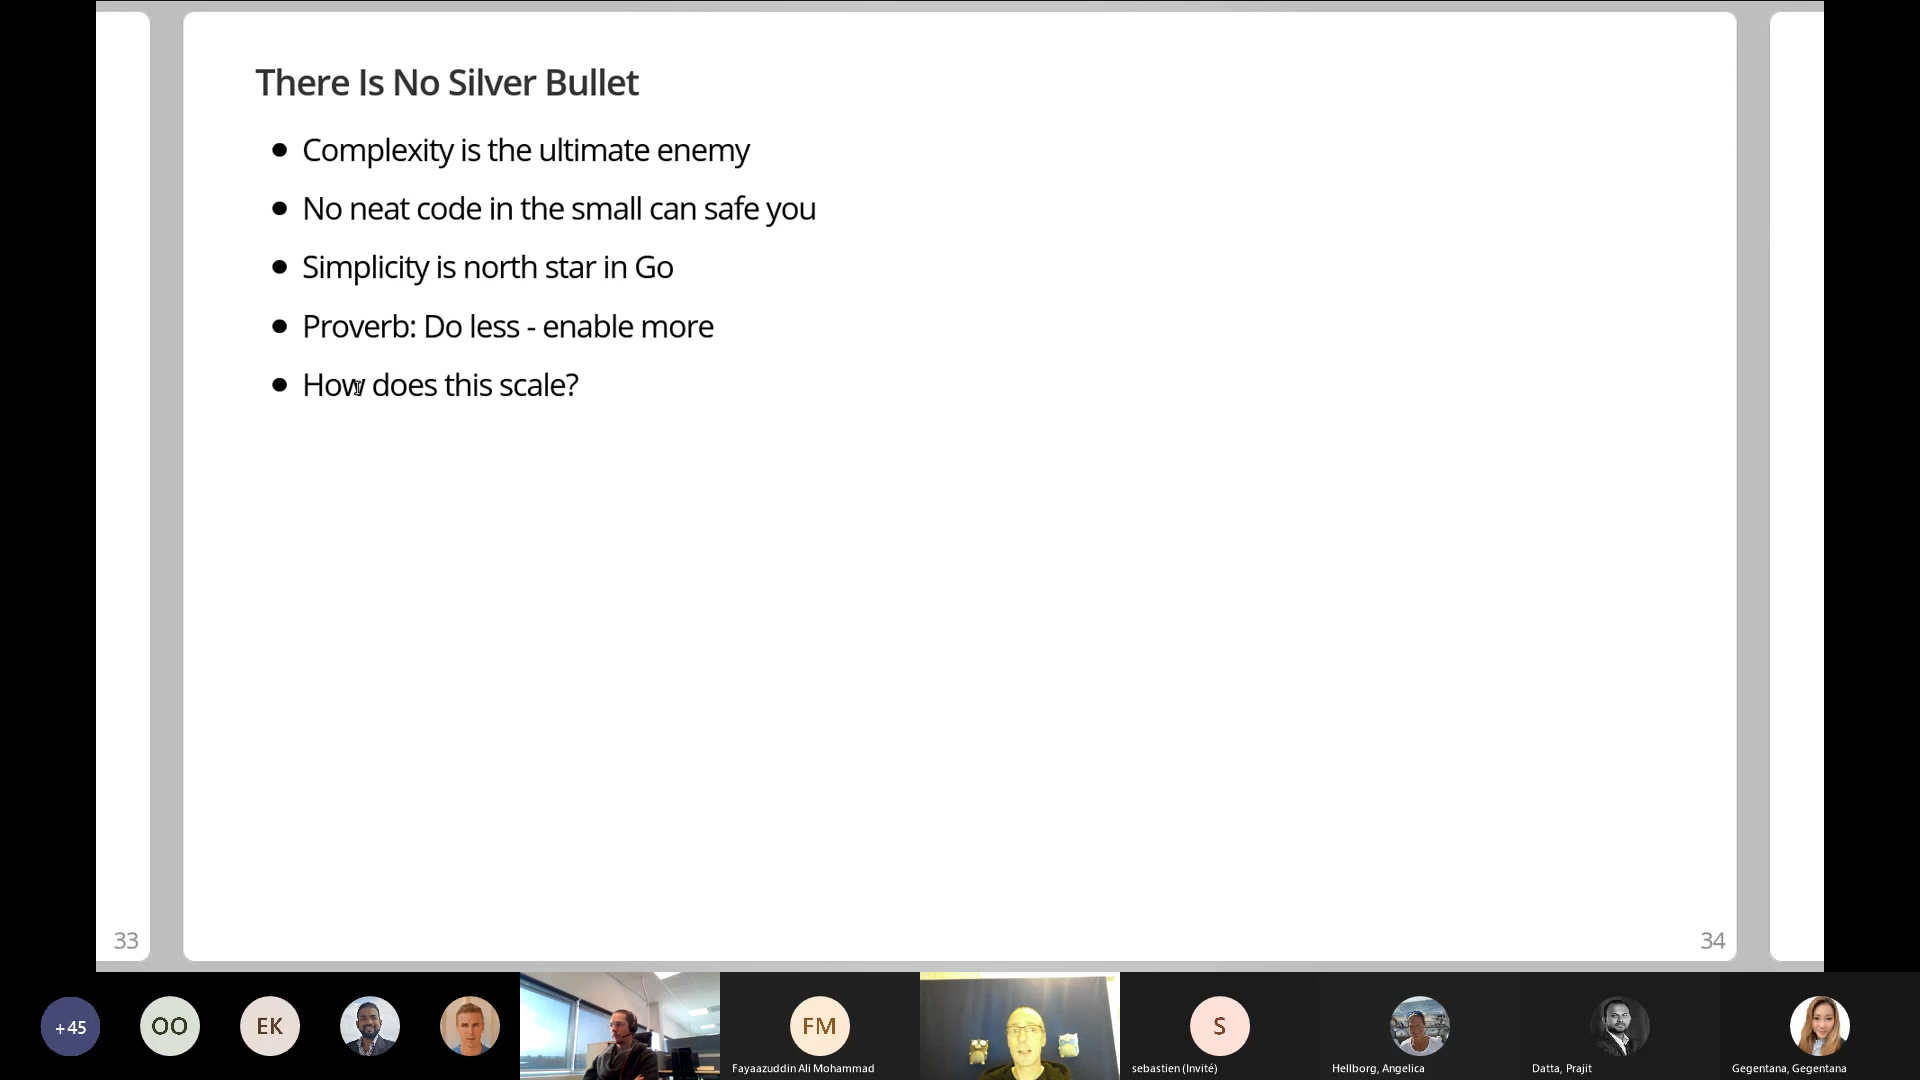 There Is No Silver Bullet
Complexity is the ultimate enemy
No neat code in the small can safe you
Simplicity is north star in Go
Proverb: Do less - enable more
How does this scale?
33
34
+45
OO
EK
FM
Fayaazuddin Ali Mohammad
S
sebastien (Invité)
Hellborg, Angelica
Datta, Prajit
Gegentana, Gegentana